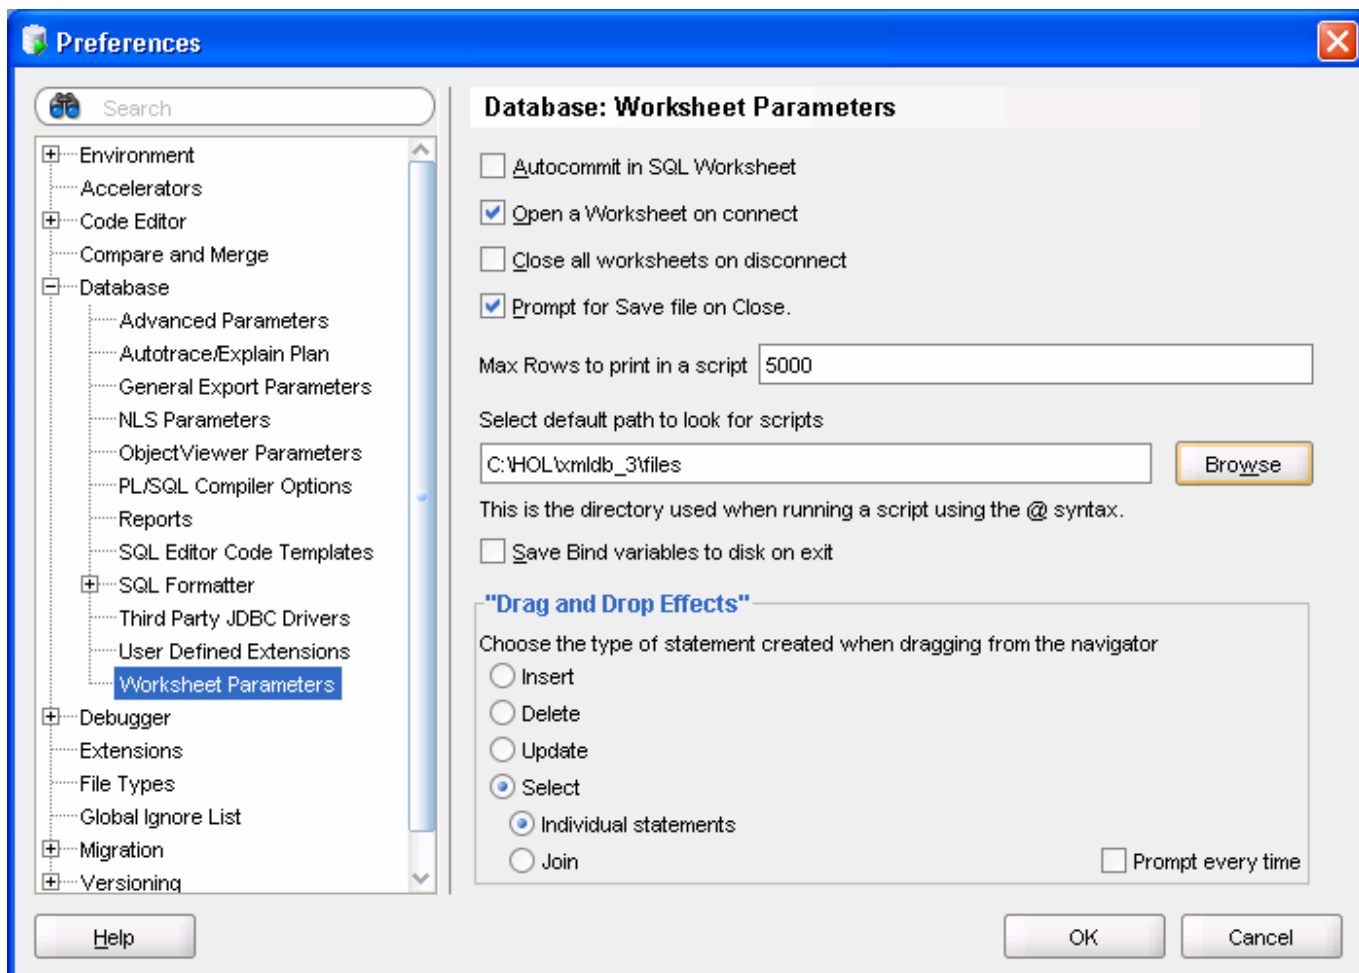 Preferences
Search
Environment
Accelerators
Code Editor
Compare and Merge
Database
Advanced Parameters
Autotrace/Explain Plan
General Export Parameters
NLS Parameters
ObjectViewer Parameters
PL/SQL Compiler Options
Reports
SQL Editor Code Templates
SQL Formatter
Third Party JDBC Drivers
User Defined Extensions
Worksheet Parameters
Debugger
Extensions
File Types
Global Ignore List
Migration
Versioning
Database: Worksheet Parameters
Autocommit in SQL Worksheet
Open a Worksheet on connect
Close all worksheets on disconnect
Prompt for Save file on Close.
Max Rows to print in a script 5000
Select default path to look for scripts
C:\HOL\xmldb_3\files Browse
This is the directory used when running a script using the @ syntax.
Save Bind variables to disk on exit
"Drag and Drop Effects"
Choose the type of statement created when dragging from the navigator
Insert
Delete
Update
Select
Individual statements
Join Prompt every time
Help OK Cancel